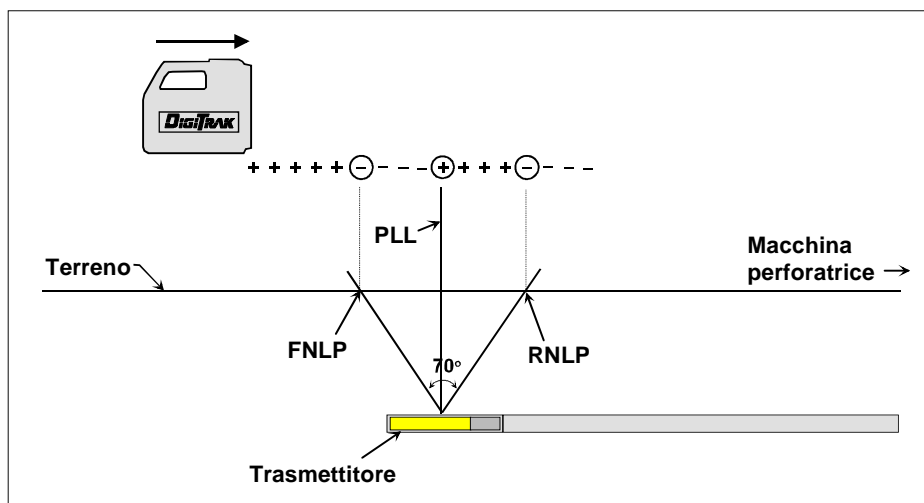 DIGITRAK
+ + + + + - - - - + + + + - - - - -
PLL
Macchina
perforatrice
Terreno
FNLP
RNLP
70°
Trasmettitore